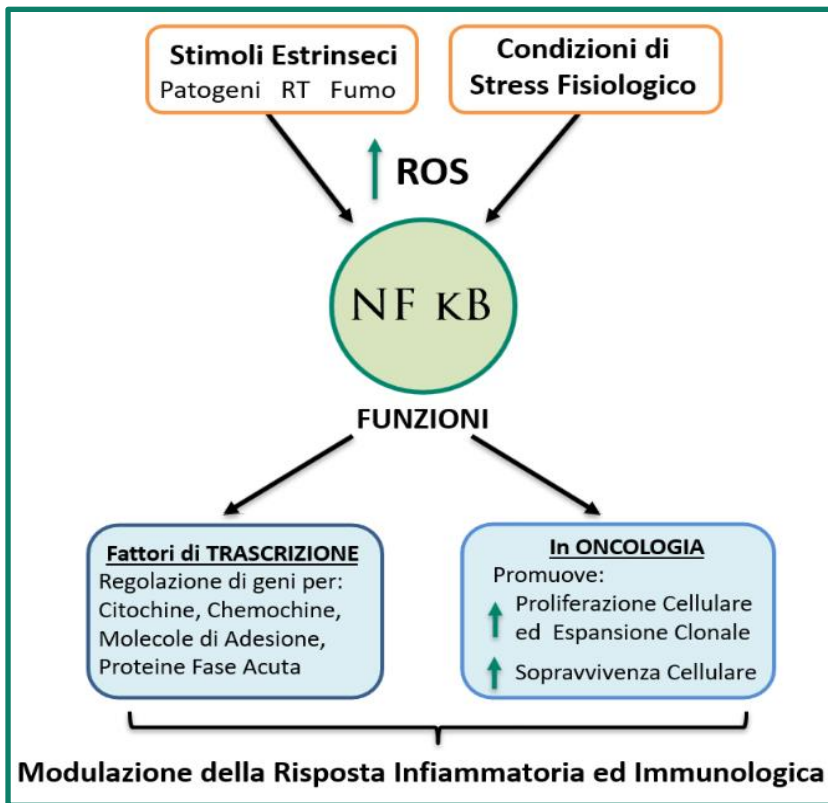 Stimoli Estrinseci
Patogeni RT Fumo
Condizioni di
Stress Fisiologico
ROS
NF κB
FUNZIONI
Fattori di TRASCRIZIONE
Regolazione di geni per:
Citochine, Chemochine,
Molecole di Adesione,
Proteine Fase Acuta
In ONCOLOGIA
Promuove:
Proliferazione Cellulare
ed Espansione Clonale
Sopravvivenza Cellulare
Modulazione della Risposta Infiammatoria ed Immunologica